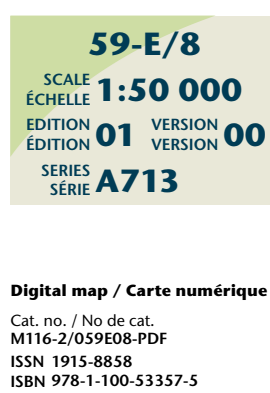 59-E/8
SCALE
ÉCHELLE 1:50 000
EDITION
ÉDITION 01 VERSION
VERSION 00
SERIES
SÉRIE A713
Digital map / Carte numérique
Cat. no. / No de cat.
M116-2/059E08-PDF
ISSN 1915-8858
ISBN 978-1-100-53357-5